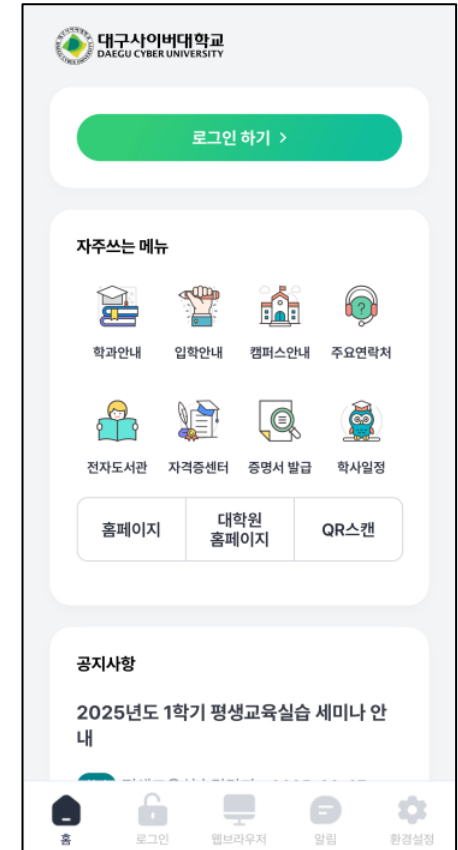 대구사이버대학교
DAEGU CYBER UNIVERSITY
로그인 하기 >
자주쓰는 메뉴
학과안내 입학안내 캠퍼스안내 주요연락처
전자도서관 자격증센터 증명서 발급 학사일정
홈페이지
대학원
홈페이지
QR스캔
공지사항
2025년도 1학기 평생교육실습 세미나 안
내
홈 로그인 웹브라우저 알림 환경설정